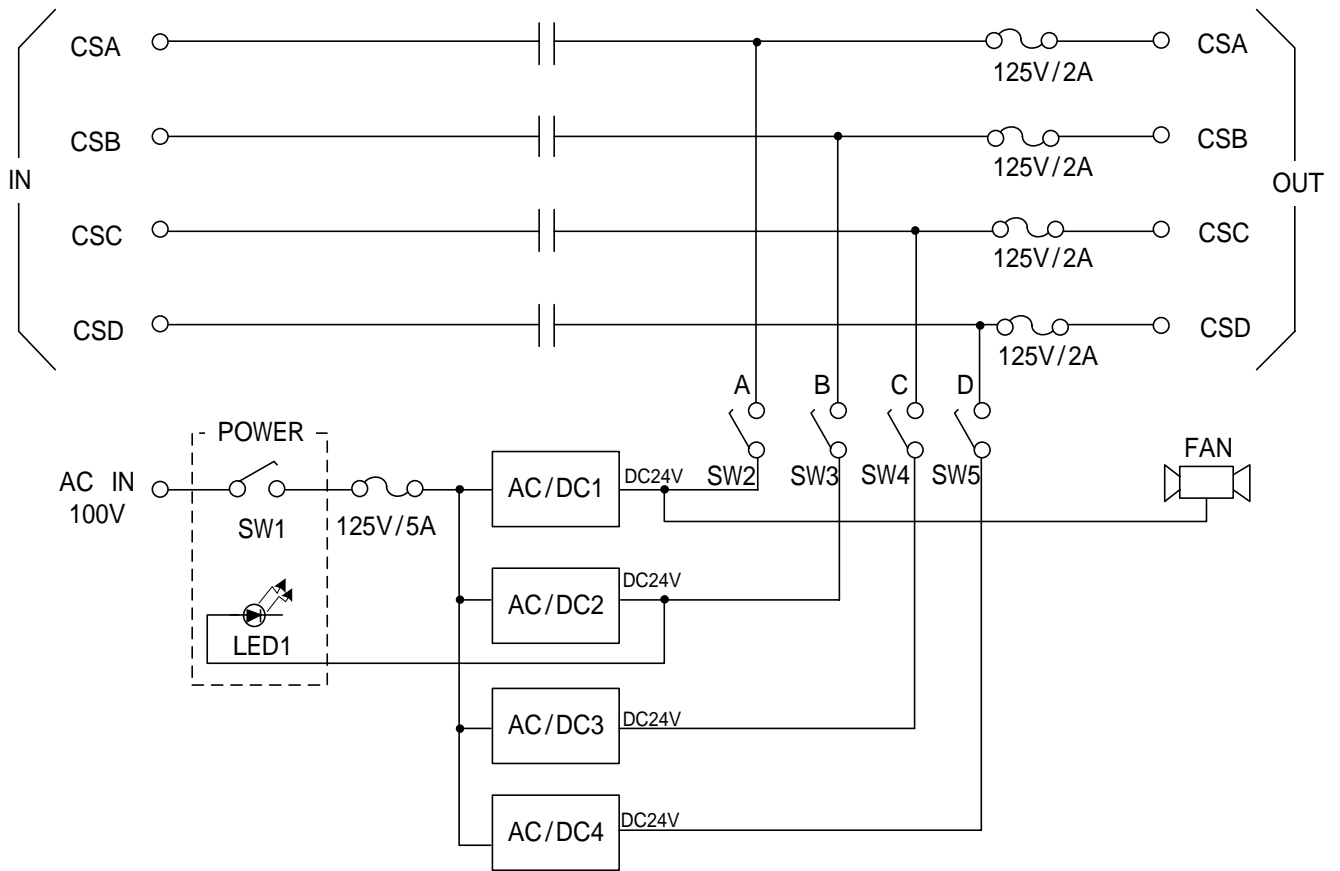 CSA
CSA
125V/2A
CSB
CSB
125V/2A
IN
OUT
CSC
CSC
125V/2A
CSD
CSD
125V/2A
A
B
C
D
POWER
FAN
AC IN
100V
SW1
125V/5A
AC/DC1
DC24V
SW2
SW3
SW4
SW5
AC/DC2
DC24V
LED1
AC/DC3
DC24V
AC/DC4
DC24V